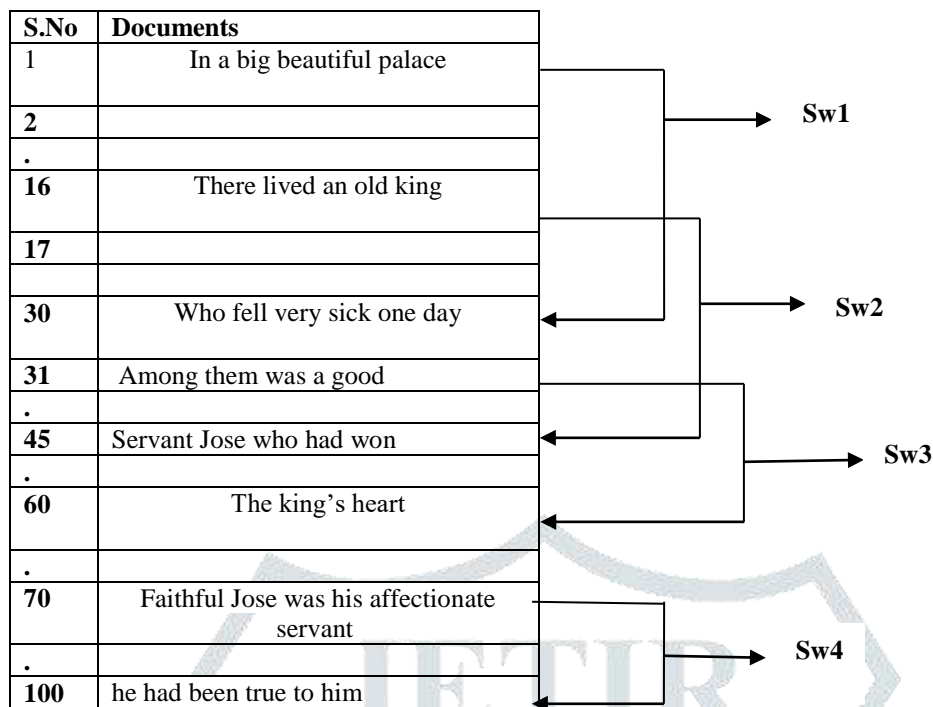 S.No Documents
1 In a big beautiful palace
Sw1
2
.
16 There lived an old king
17
30 Who fell very sick one day
Sw2
31 Among them was a good
.
45 Servant Jose who had won
Sw3
.
60 The king’s heart
.
70 Faithful Jose was his affectionate
servant
Sw4
.
100 he had been true to him
JETIR